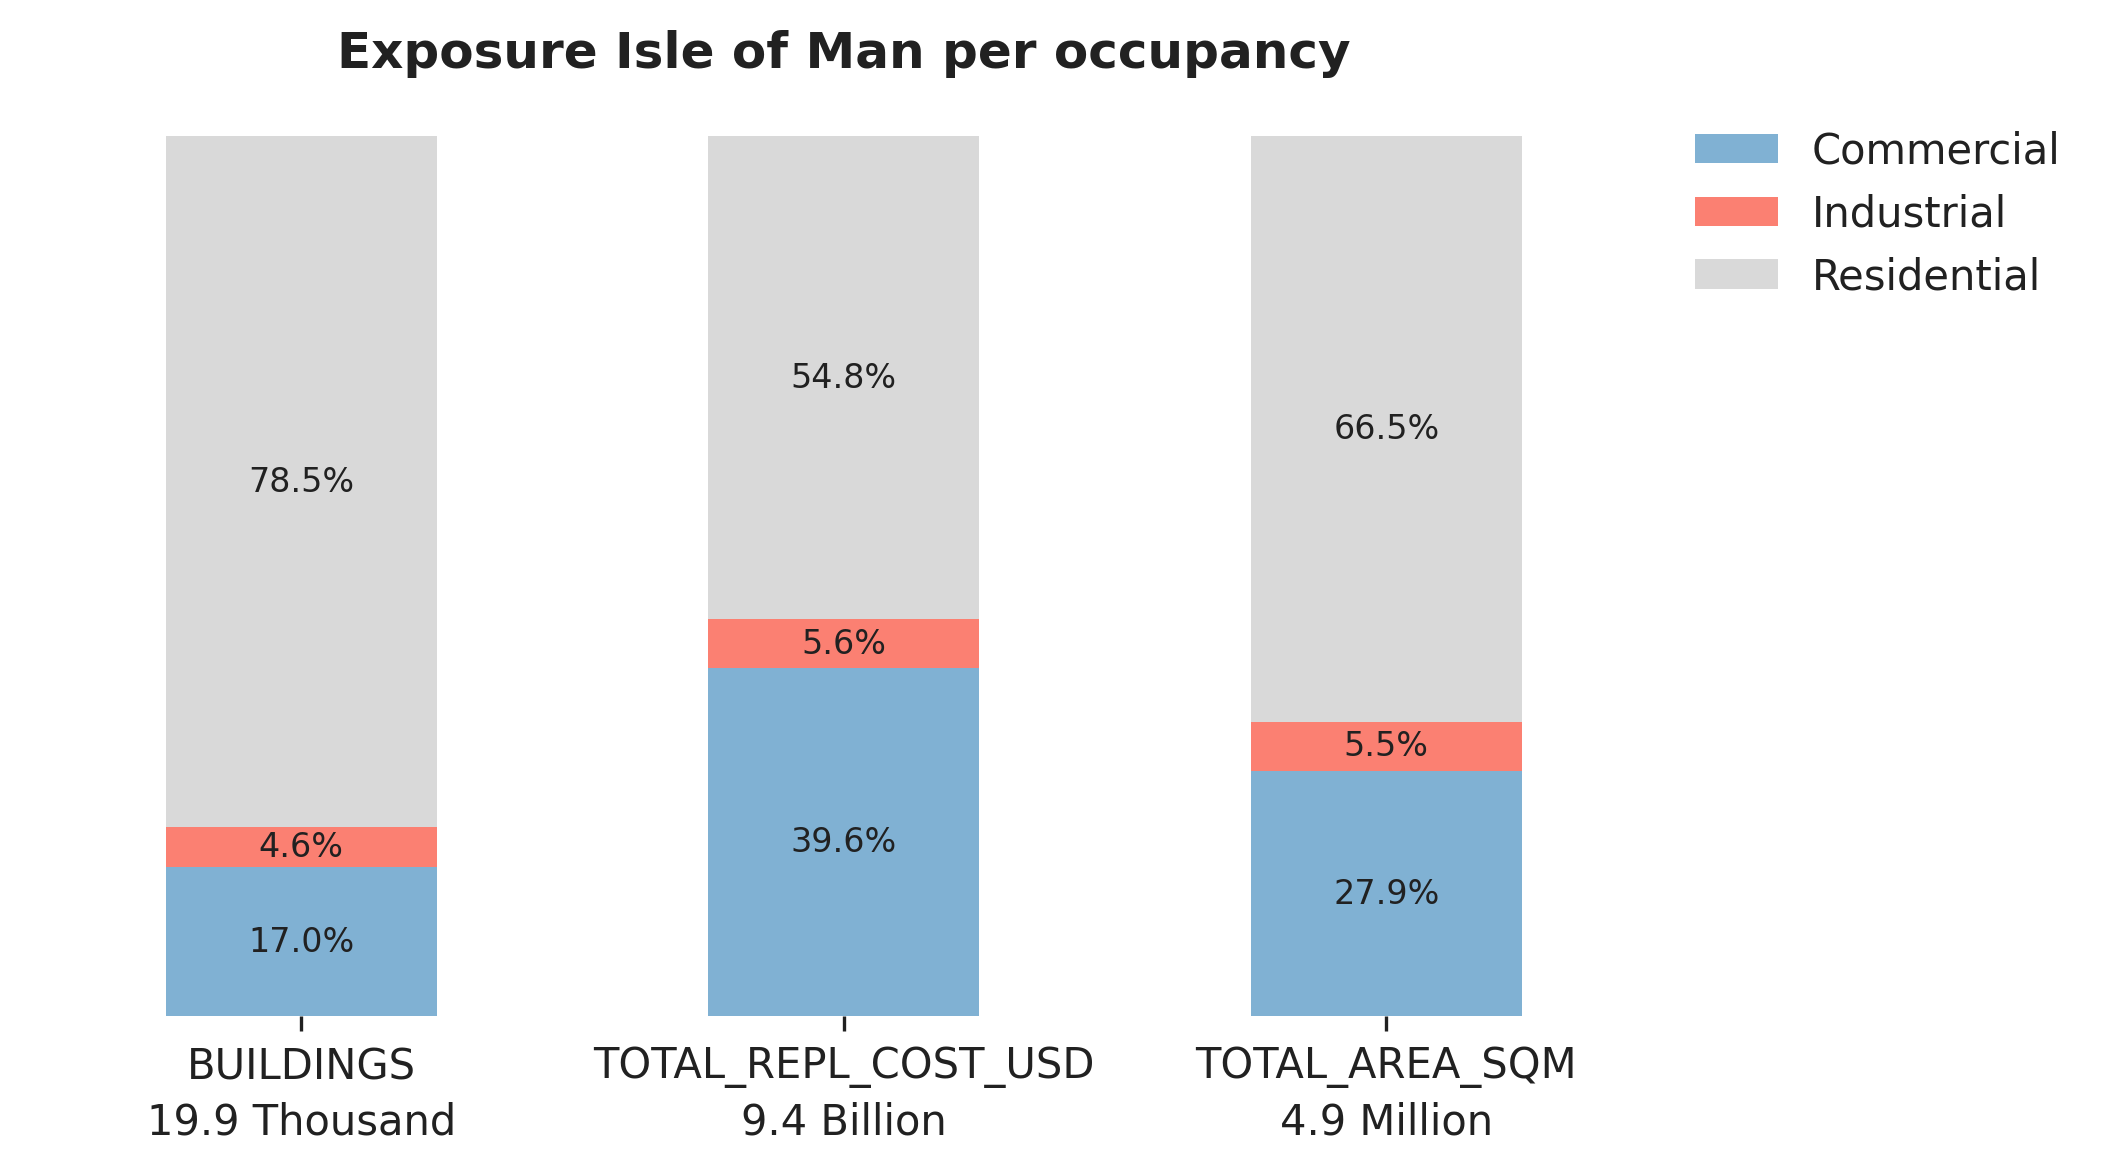 Exposure Isle of Man per occupancy
Commercial
Industrial
Residential
78.5%
4.6%
17.0%
54.8%
5.6%
39.6%
66.5%
5.5%
27.9%
BUILDINGS
19.9 Thousand
TOTAL_REPL_COST_USD
9.4 Billion
TOTAL_AREA_SQM
4.9 Million